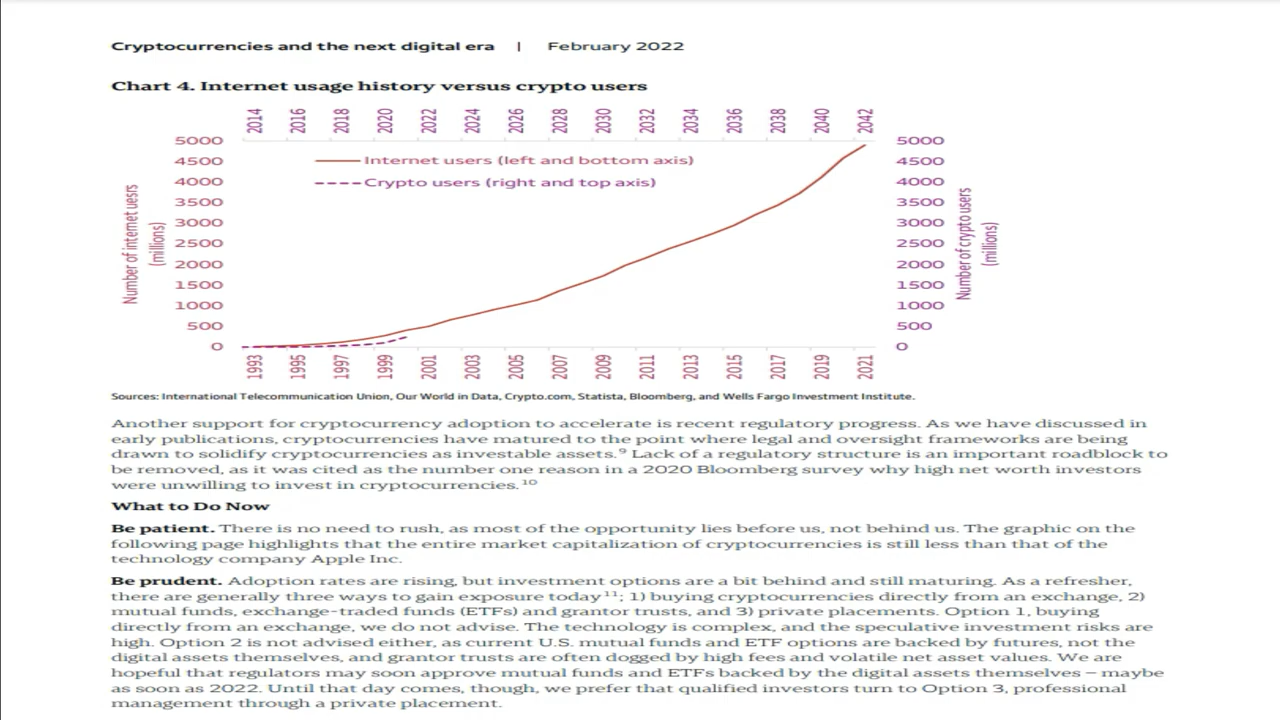 Cryptocurrencies and the next digital era | February 2022
Chart 4. Internet usage history versus crypto users
2014 2016 2018 2020 2022 2024 2026 2028 2030 2032 2034 2036 2038 2040 2042
5000 5000
4500 Internet users (left and bottom axis) 4500
4000 Crypto users (right and top axis) 4000
3500 3500
3000 3000
2500 2500
2000 2000
1500 1500
1000 1000
500 500
0 0
Number of internet uesrs
(millions)
Number of crypto users
(millions)
1993 1995 1997 1999 2001 2003 2005 2007 2009 2011 2013 2015 2017 2019 2021
Sources: International Telecommunication Union, Our World in Data, Crypto.com, Statista, Bloomberg, and Wells Fargo Investment Institute.
Another support for cryptocurrency adoption to accelerate is recent regulatory progress. As we have discussed in
early publications, cryptocurrencies have matured to the point where legal and oversight frameworks are being
drawn to solidify cryptocurrencies as investable assets.⁹ Lack of a regulatory structure is an important roadblock to
be removed, as it was cited as the number one reason in a 2020 Bloomberg survey why high net worth investors
were unwilling to invest in cryptocurrencies.¹⁰
What to Do Now
Be patient. There is no need to rush, as most of the opportunity lies before us, not behind us. The graphic on the
following page highlights that the entire market capitalization of cryptocurrencies is still less than that of the
technology company Apple Inc.
Be prudent. Adoption rates are rising, but investment options are a bit behind and still maturing. As a refresher,
there are generally three ways to gain exposure today¹¹; 1) buying cryptocurrencies directly from an exchange, 2)
mutual funds, exchange-traded funds (ETFs) and grantor trusts, and 3) private placements. Option 1, buying
directly from an exchange, we do not advise. The technology is complex, and the speculative investment risks are
high. Option 2 is not advised either, as current U.S. mutual funds and ETF options are backed by futures, not the
digital assets themselves, and grantor trusts are often dogged by high fees and volatile net asset values. We are
hopeful that regulators may soon approve mutual funds and ETFs backed by the digital assets themselves – maybe
as soon as 2022. Until that day comes, though, we prefer that qualified investors turn to Option 3, professional
management through a private placement.